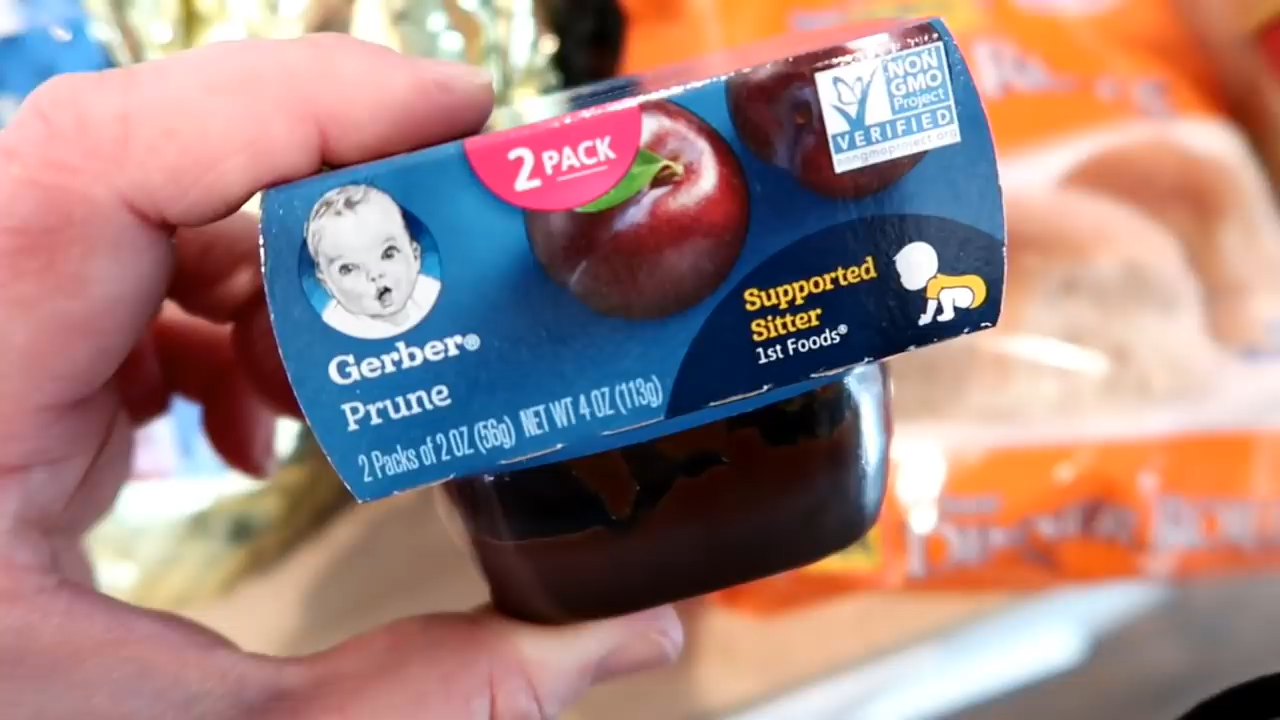 2 PACK
NON
GMO
Project
VERIFIED
nongmoproject.org
Gerber®
Prune
2 Packs of 2 OZ (56g) NET WT 4 OZ (113g)
Supported
Sitter
1st Foods®